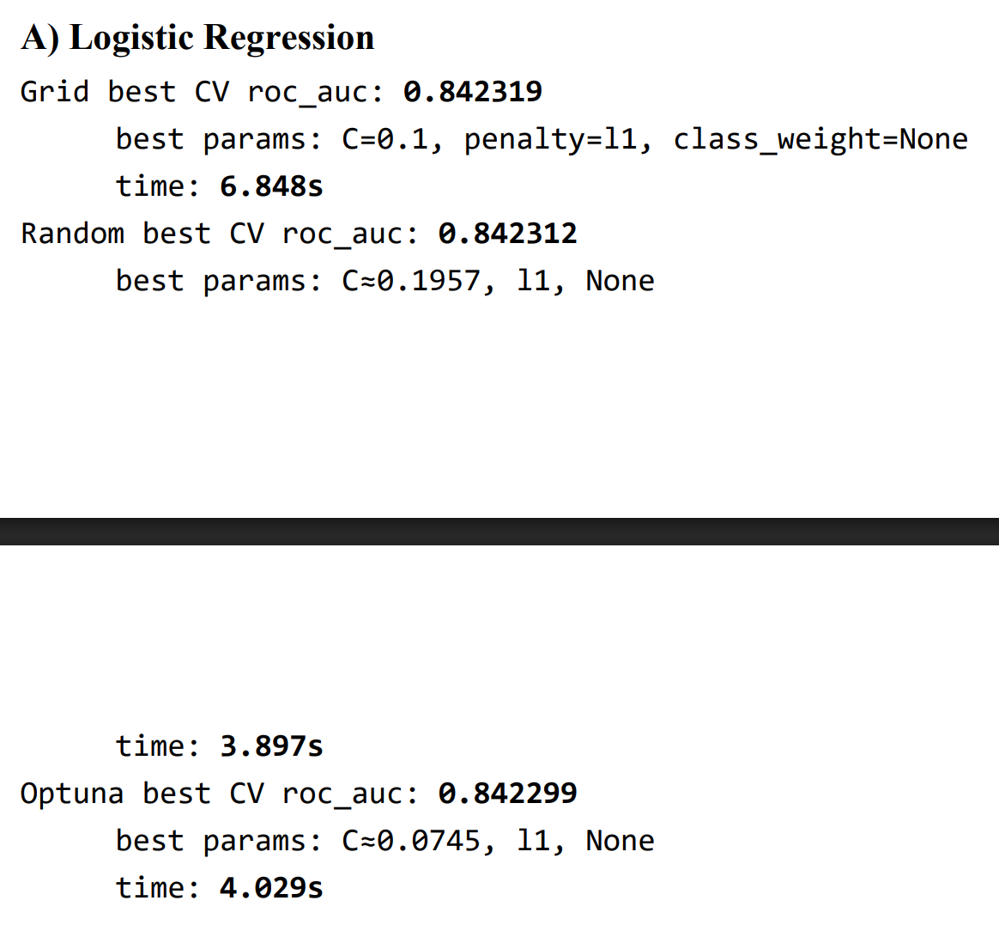 A) Logistic Regression
Grid best CV roc_auc: 0.842319
best params: C=0.1, penalty=l1, class_weight=None
time: 6.848s
Random best CV roc_auc: 0.842312
best params: C≈0.1957, l1, None
time: 3.897s
Optuna best CV roc_auc: 0.842299
best params: C≈0.0745, l1, None
time: 4.029s